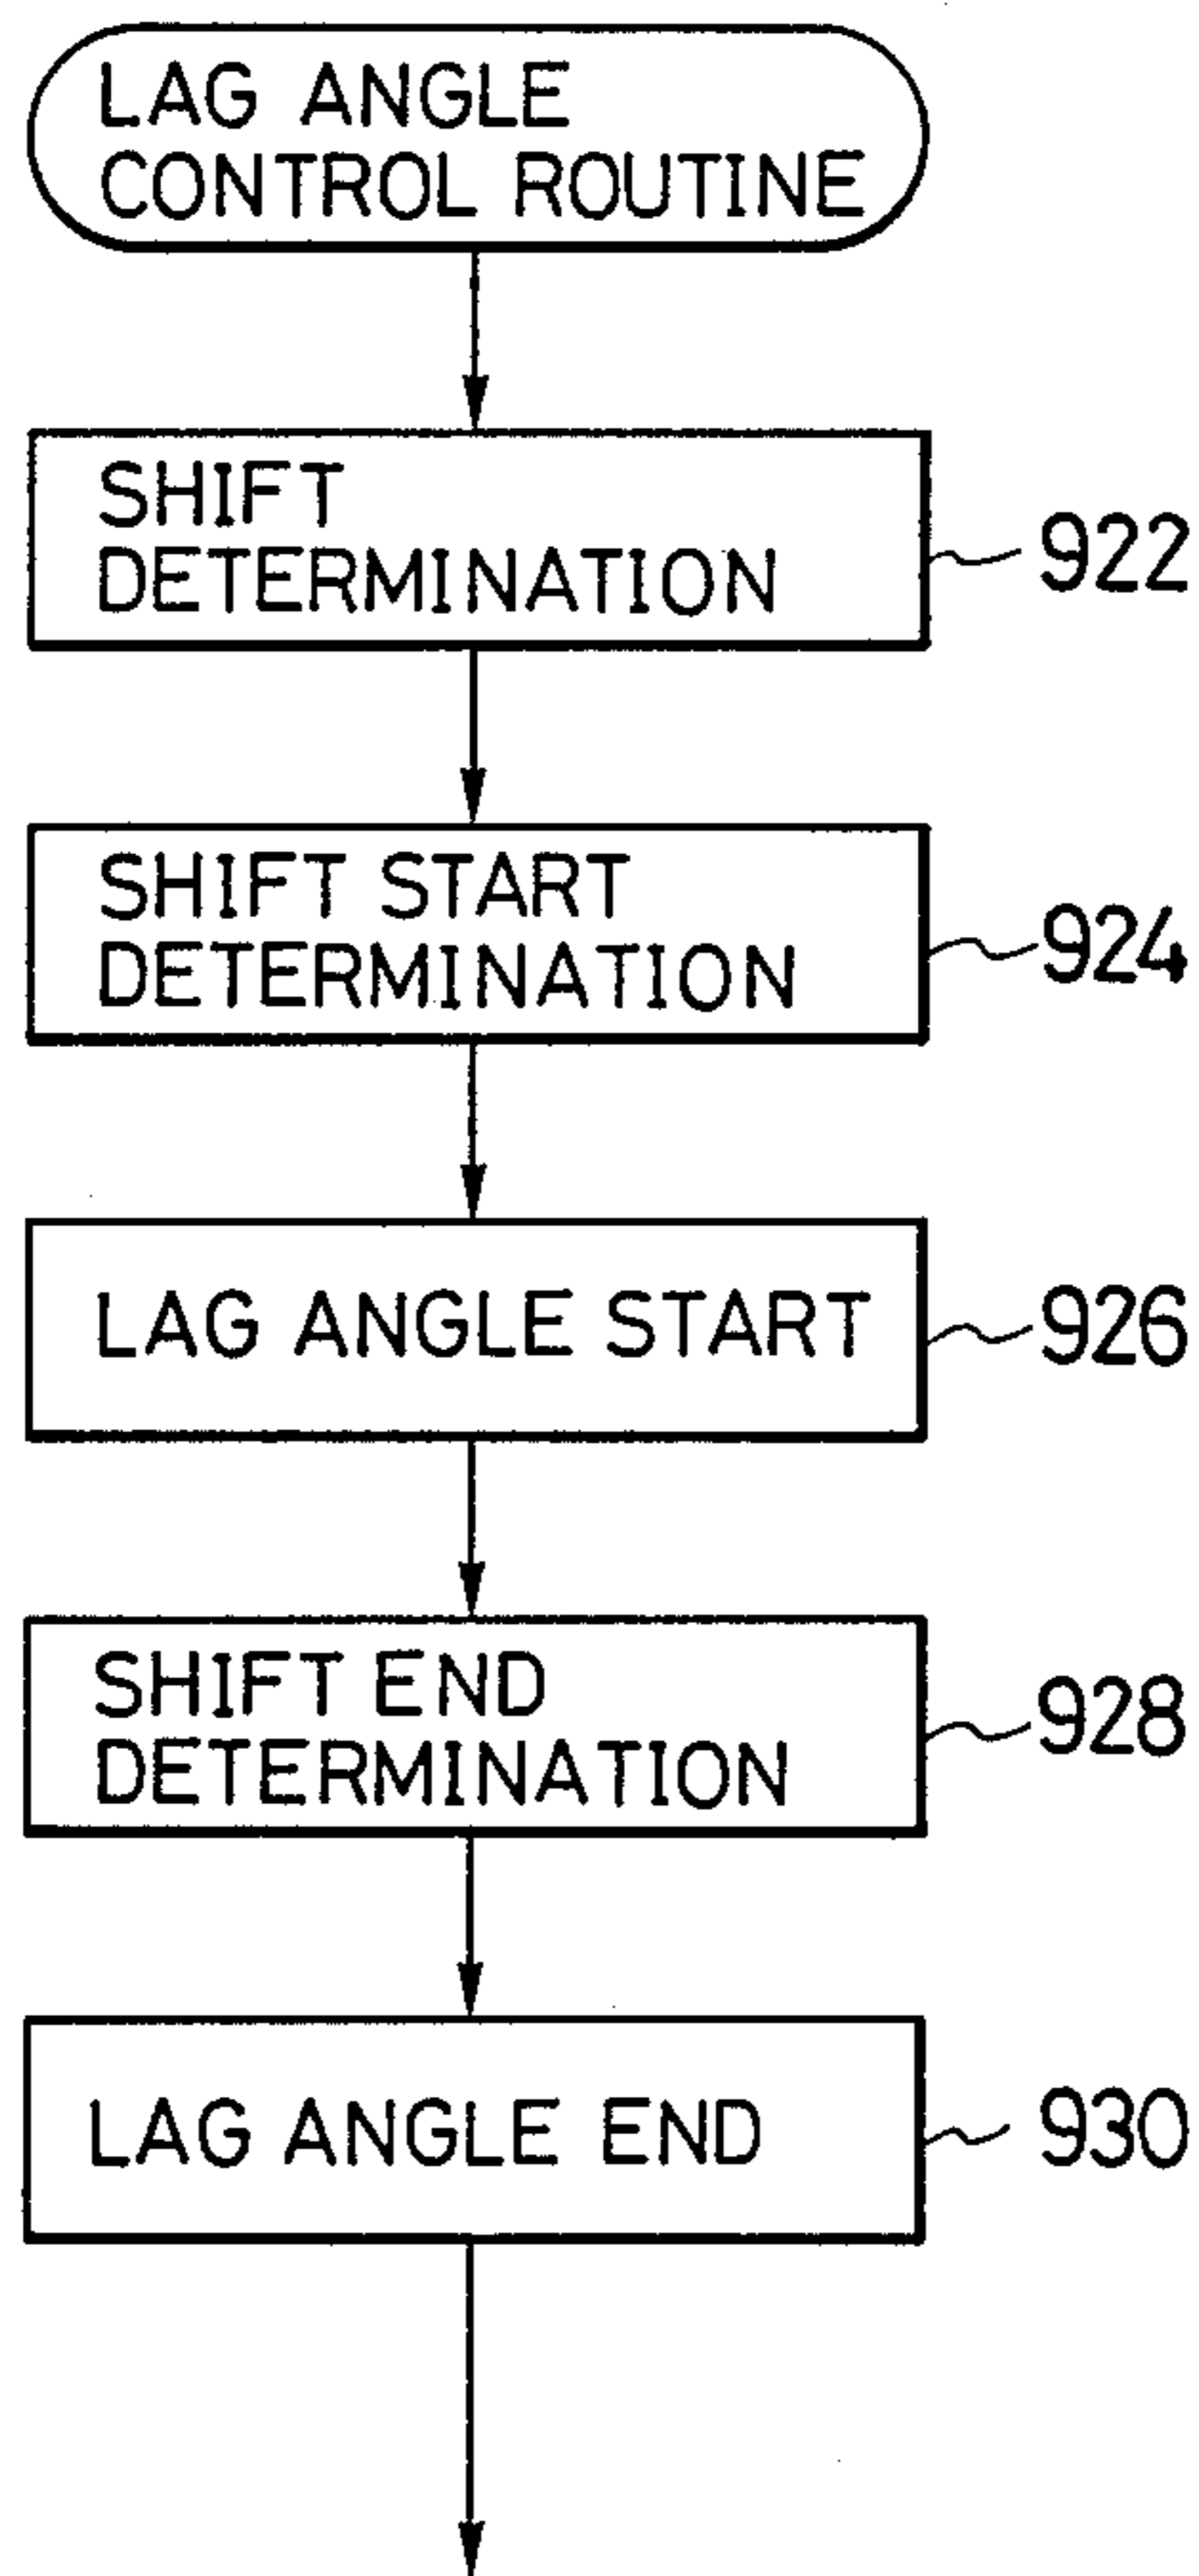 LAG ANGLE
CONTROL ROUTINE
SHIFT
DETERMINATION
922
SHIFT START
DETERMINATION
924
LAG ANGLE START
926
SHIFT END
DETERMINATION
928
LAG ANGLE END
930